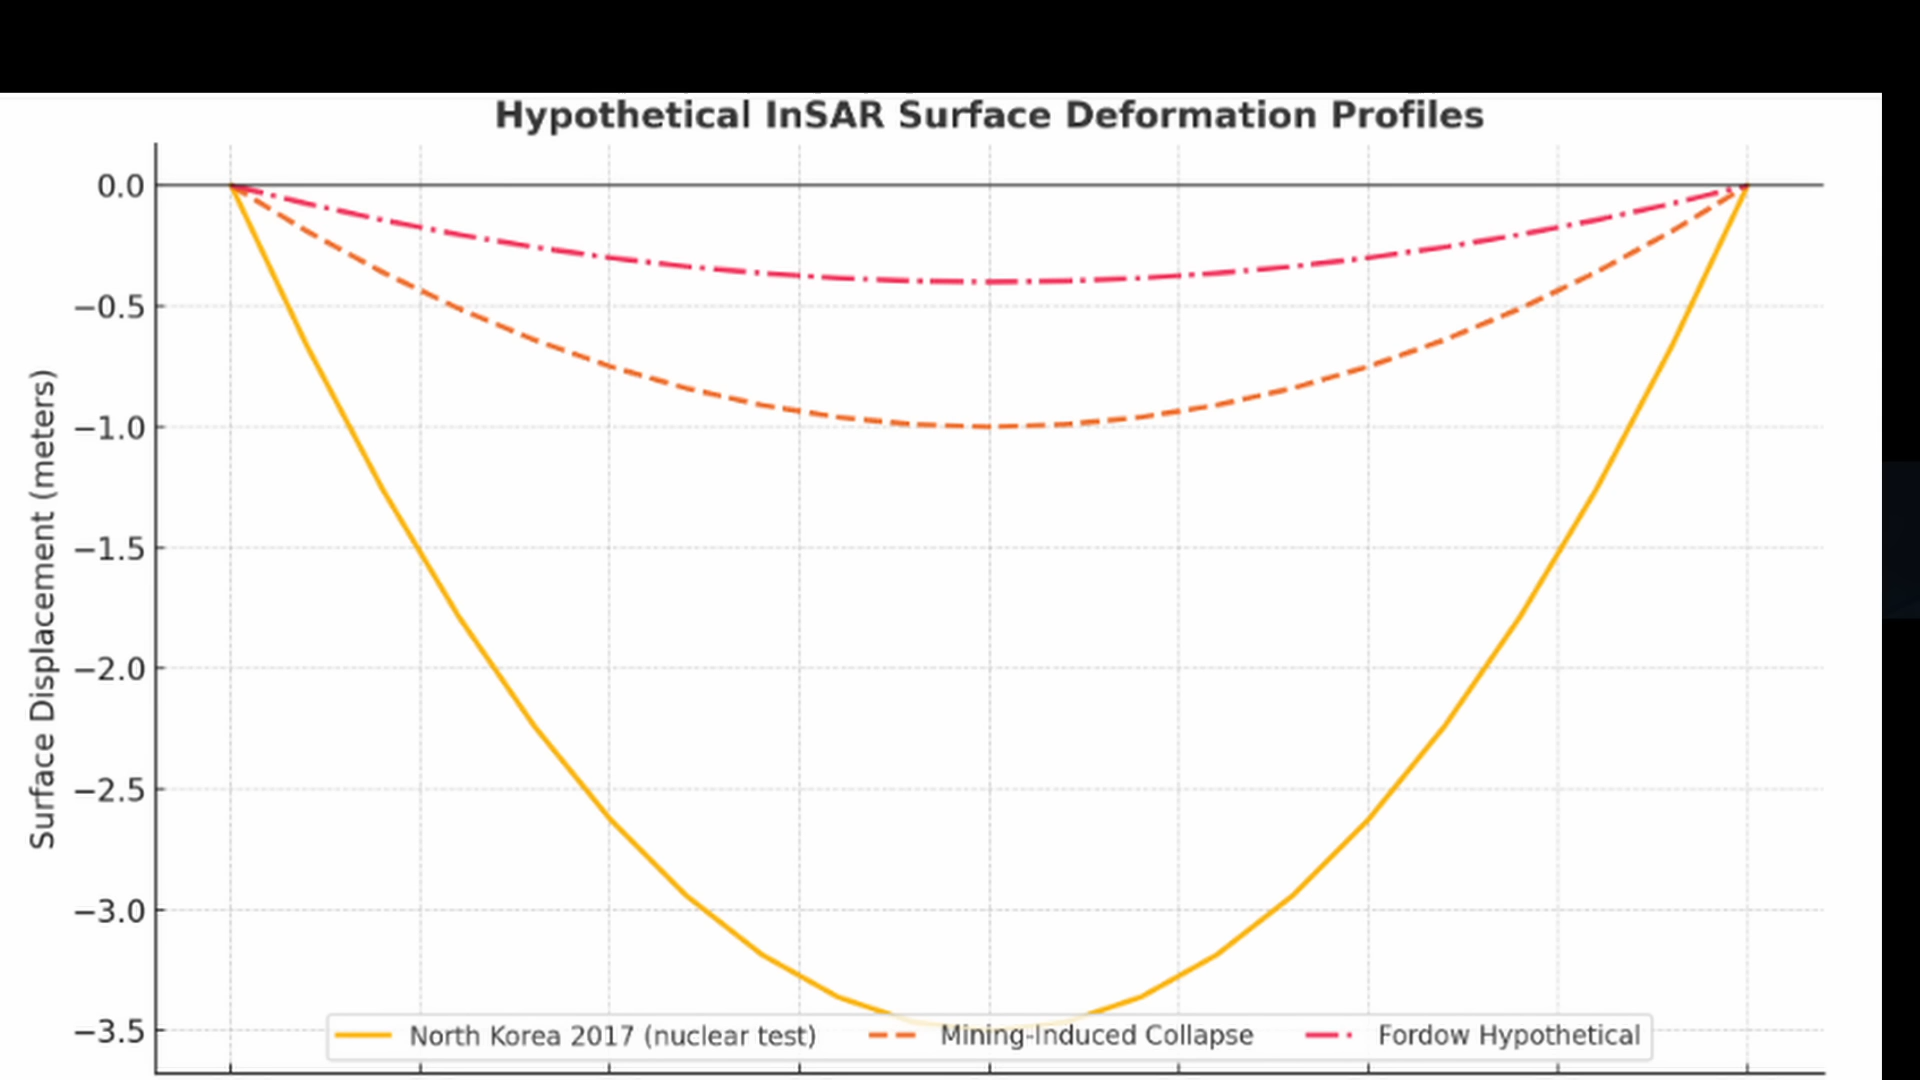 Hypothetical InSAR Surface Deformation Profiles
0.0
−0.5
−1.0
−1.5
−2.0
−2.5
−3.0
−3.5
Surface Displacement (meters)
North Korea 2017 (nuclear test) Mining-Induced Collapse Fordow Hypothetical